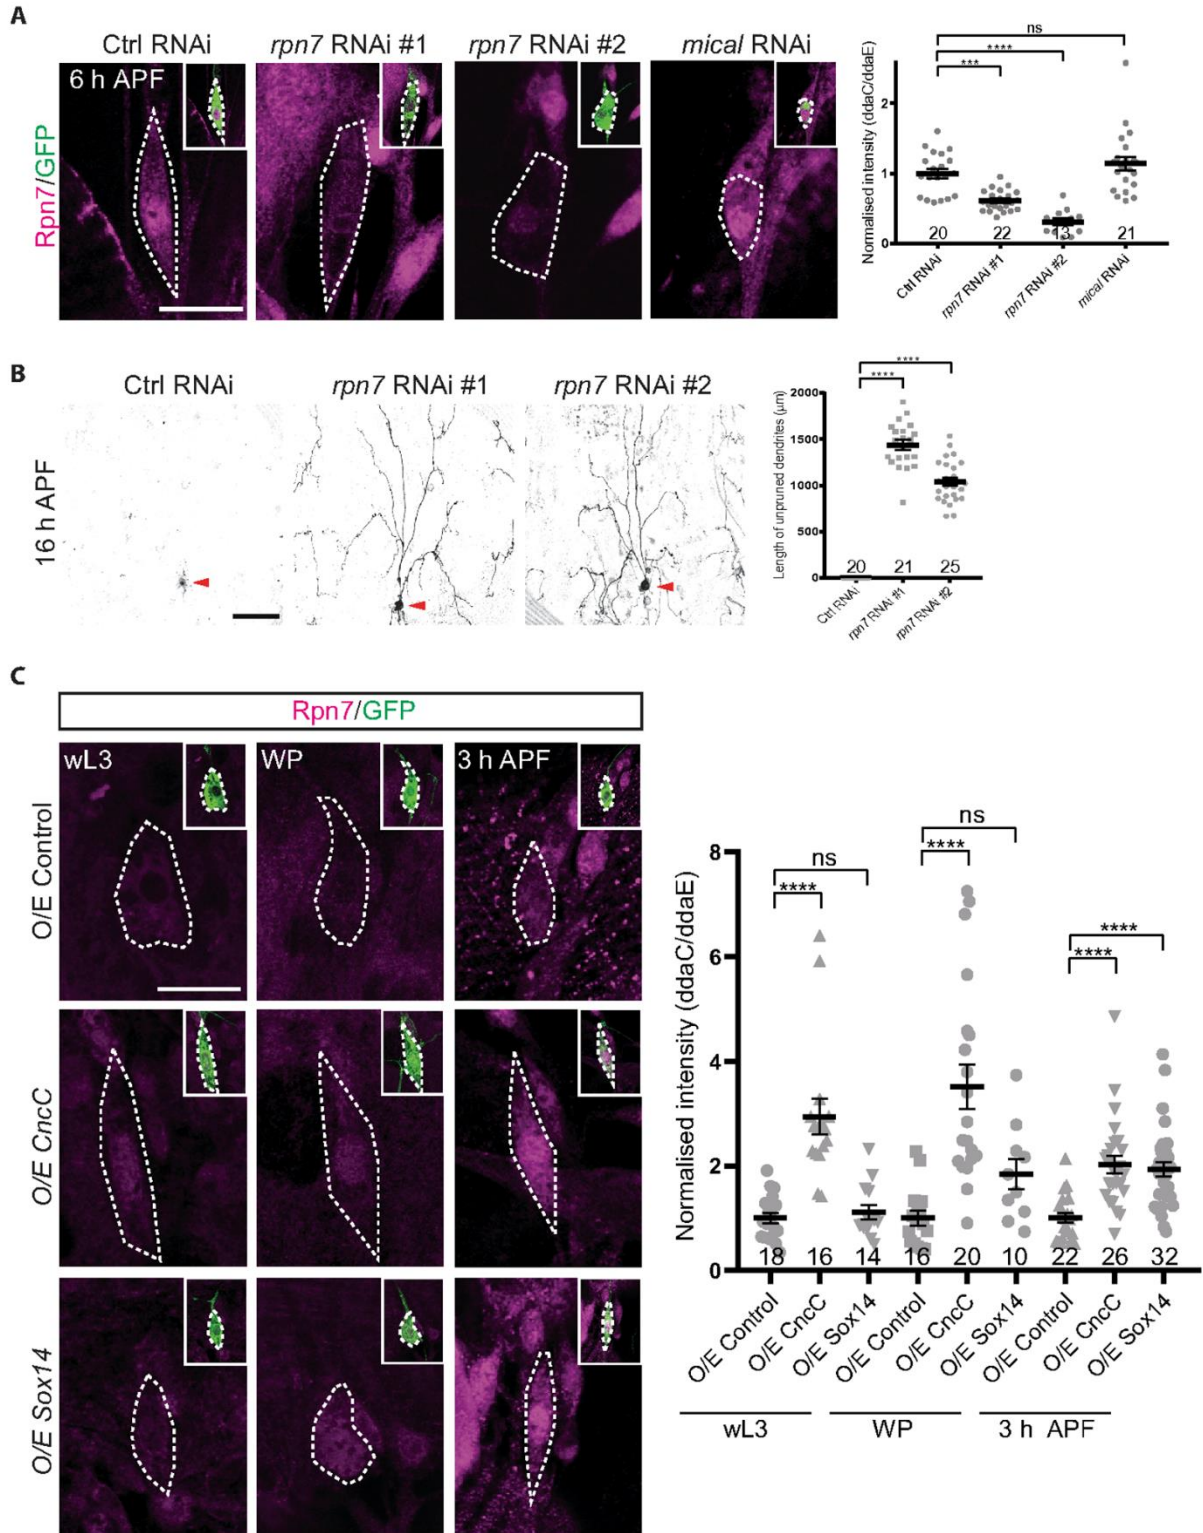 A
Ctrl RNAi
rpn7 RNAi #1
rpn7 RNAi #2
mical RNAi
6 h APF
Rpn7/GFP
Normalised intensity (ddaC/ddaE)
ns
****
***
2
1
0
20
22
13
21
Ctrl RNAi
rpn7 RNAi #1
rpn7 RNAi #2
mical RNAi
B
Ctrl RNAi
rpn7 RNAi #1
rpn7 RNAi #2
16 h APF
Length of unpruned dendrites (μm)
****
****
2000
1500
1000
500
0
20
21
25
Ctrl RNAi
rpn7 RNAi #1
rpn7 RNAi #2
C
Rpn7/GFP
wL3
WP
3 h APF
O/E Control
O/E CncC
O/E Sox14
Normalised intensity (ddaC/ddaE)
8
6
4
2
0
ns
****
ns
****
****
****
18
16
14
16
20
10
22
26
32
O/E Control
O/E CncC
O/E Sox14
O/E Control
O/E CncC
O/E Sox14
O/E Control
O/E CncC
O/E Sox14
wL3
WP
3 h APF